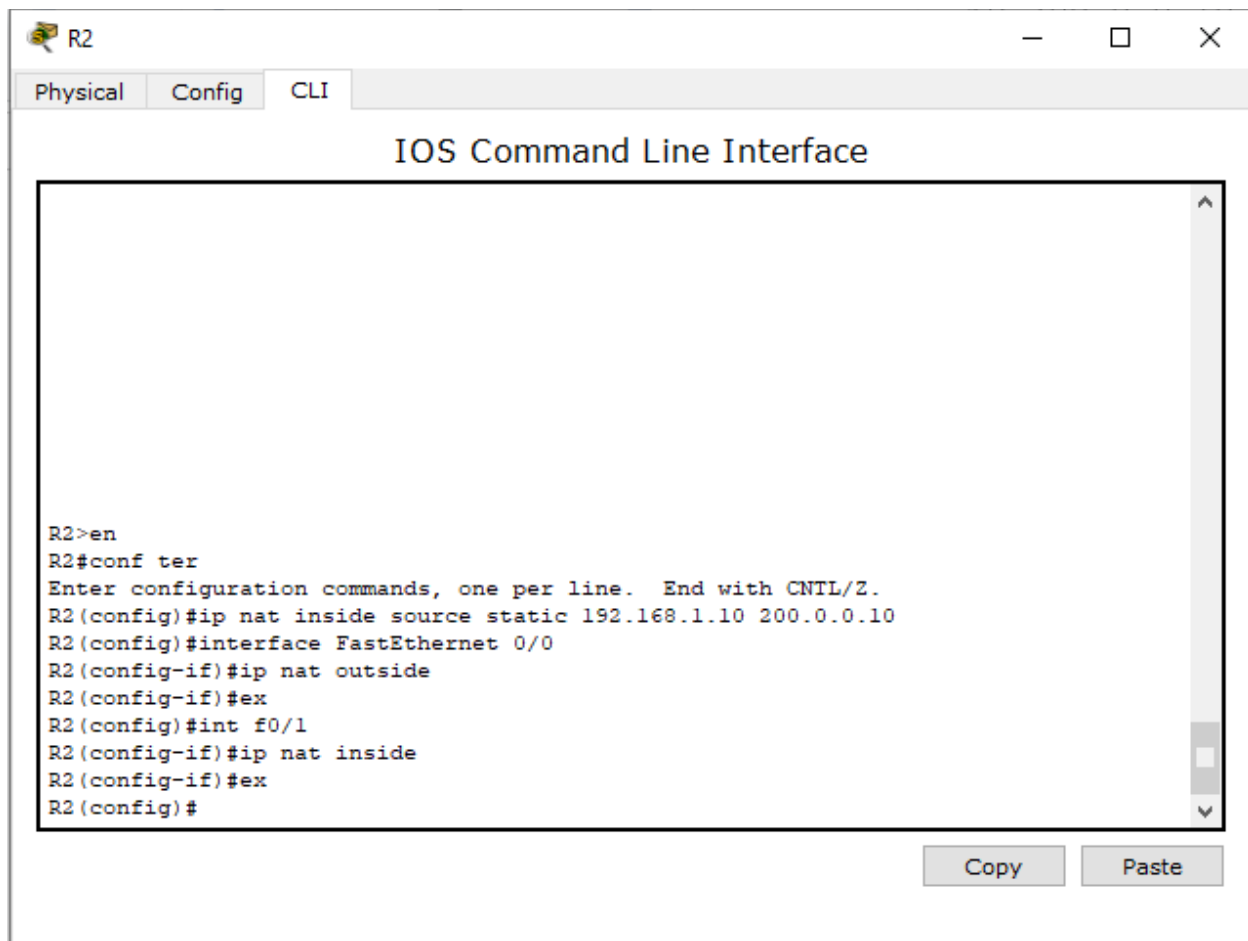 R2
Physical Config CLI
IOS Command Line Interface
R2>en
R2#conf ter
Enter configuration commands, one per line.  End with CNTL/Z.
R2(config)#ip nat inside source static 192.168.1.10 200.0.0.10
R2(config)#interface FastEthernet 0/0
R2(config-if)#ip nat outside
R2(config-if)#ex
R2(config)#int f0/1
R2(config-if)#ip nat inside
R2(config-if)#ex
R2(config)#
Copy Paste